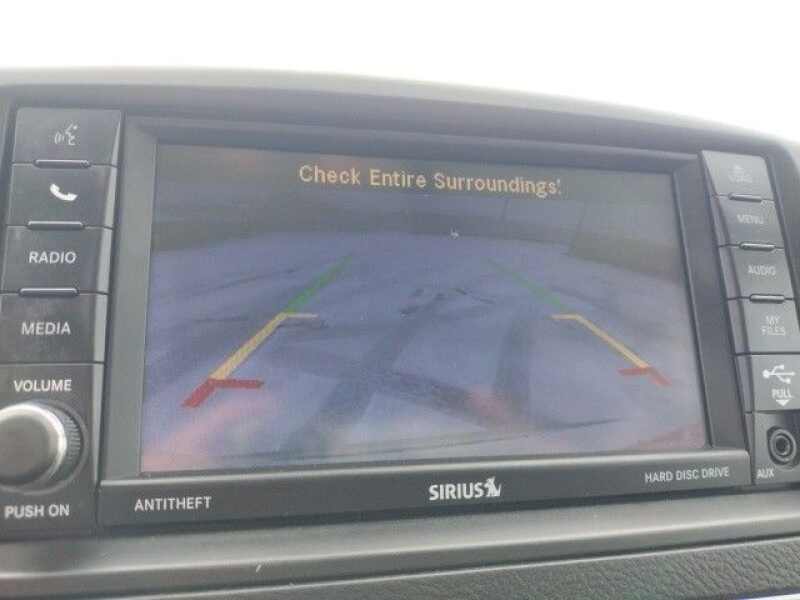 Check Entire Surroundings!
RADIO
MEDIA
VOLUME
PUSH ON
ANTITHEFT
SIRIUS
HARD DISC DRIVE
MENU
AUDIO
MY
FILES
PULL
AUX